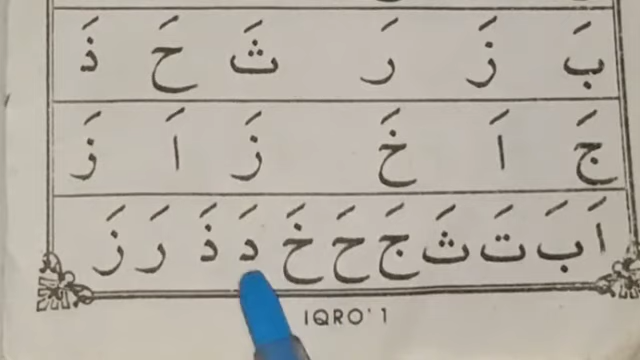 بَ زَ رَ ثَ حَ ذَ
جَ اَ خَ زَ اَ زَ
اَ بَ تَ ثَ جَ حَ خَ دَ ذَ رَ زَ
IQRO' 1